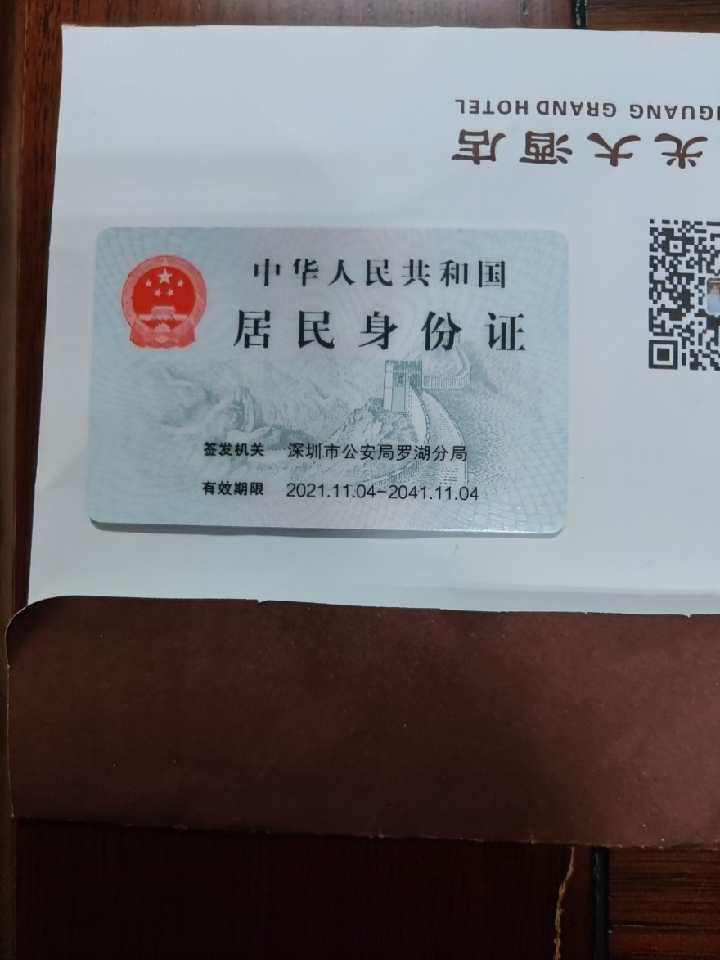 GUANG GRAND HOTEL
光大酒店
中华人民共和国
居民身份证
签发机关 深圳市公安局罗湖分局
有效期限 2021.11.04-2041.11.04